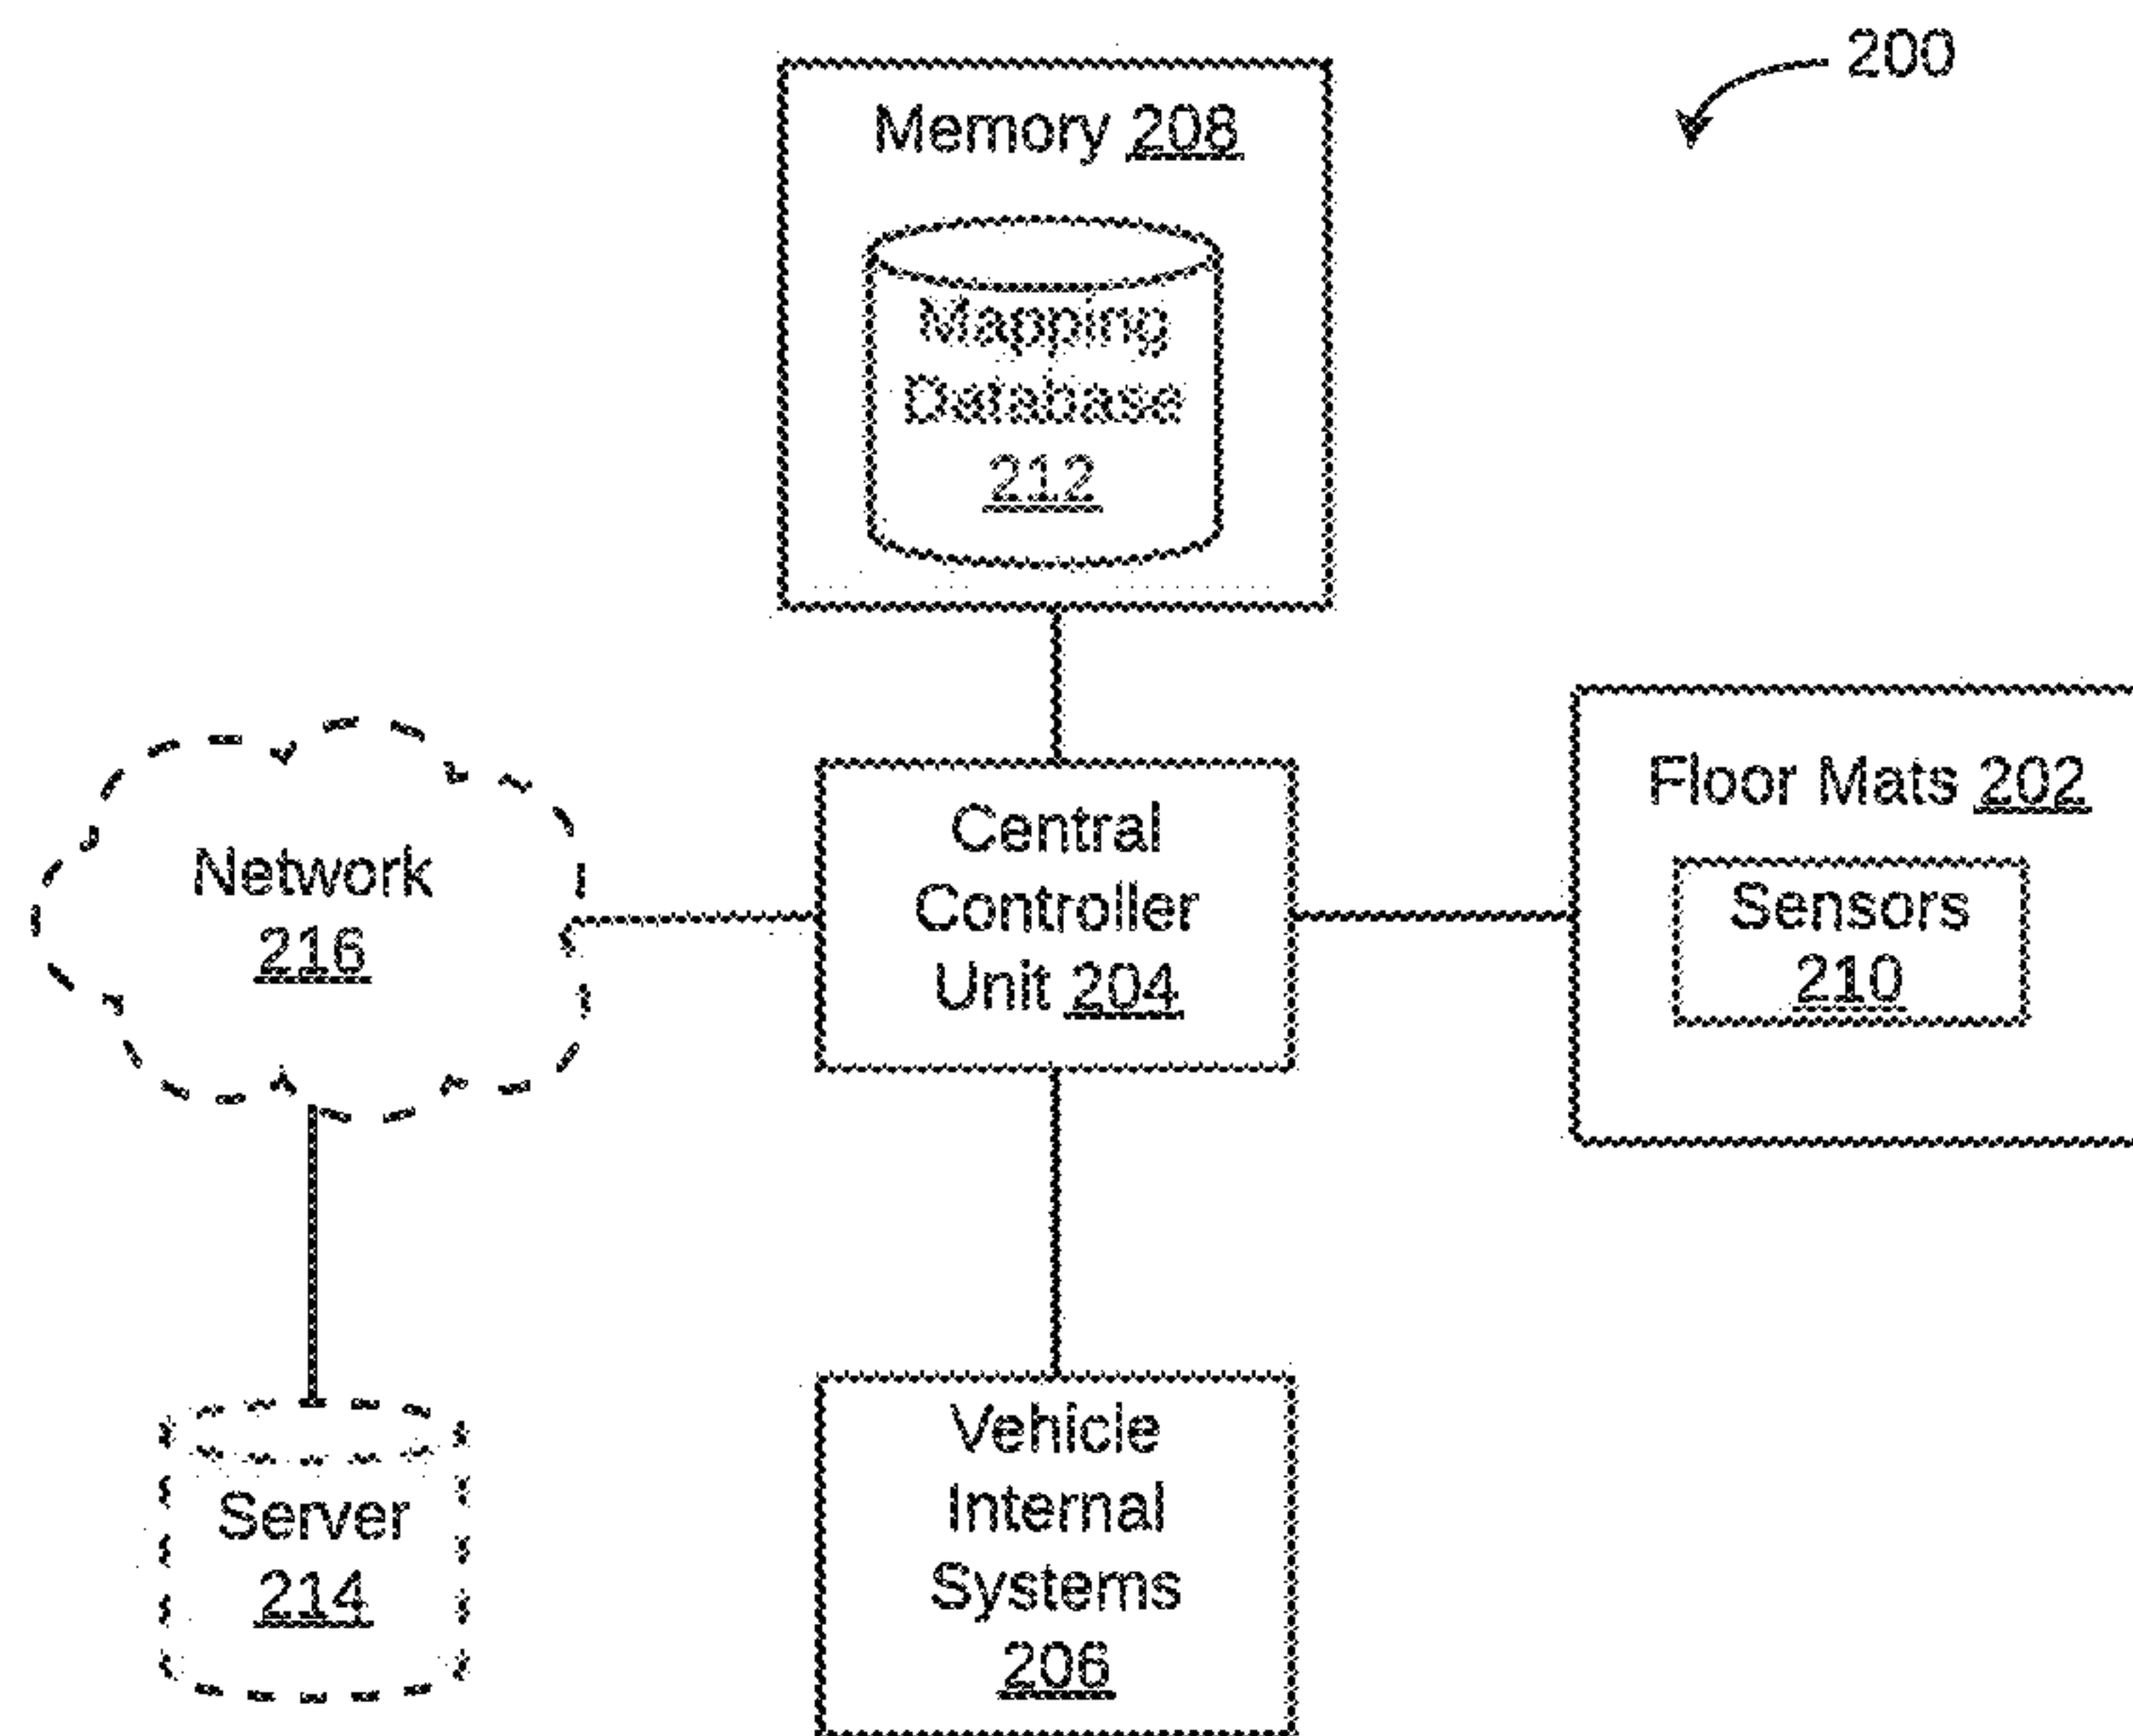 200
Memory 208
Mapping
Database
212
Floor Mats 202
Sensors
210
Central
Controller
Unit 204
Network
216
Vehicle
Internal
Systems
206
Server
214